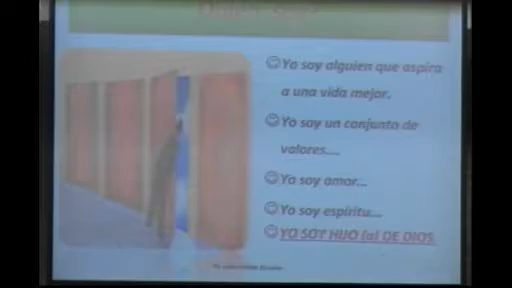 Yo soy alguien que aspira
a una vida mejor.
Yo soy un conjunto de
valores....
Yo soy amor...
Yo soy espíritu...
YO SOY HIJO (a) DE DIOS